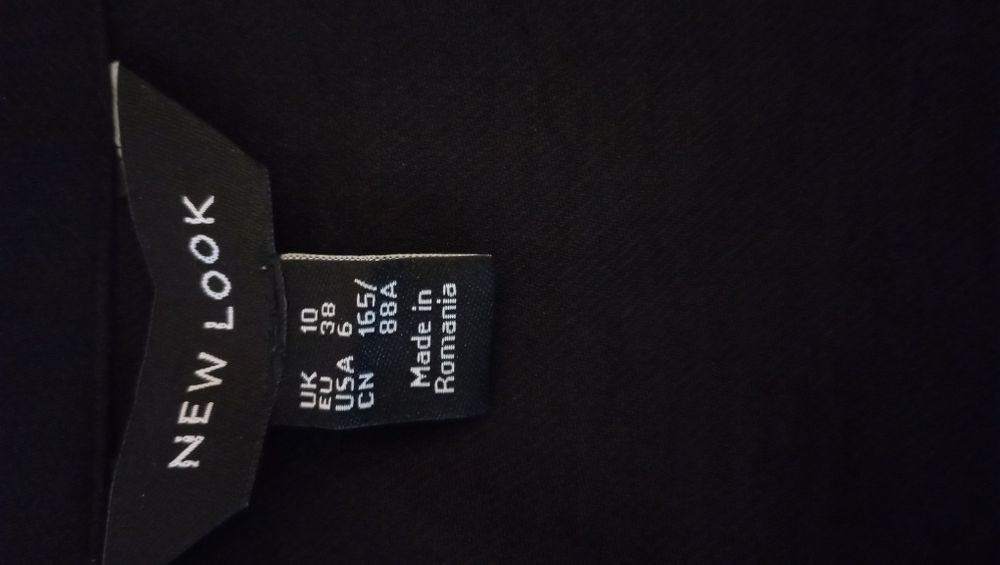 NEW LOOK
UK 10
EU 38
USA 6
CN 165/
88A
Made in
Romania